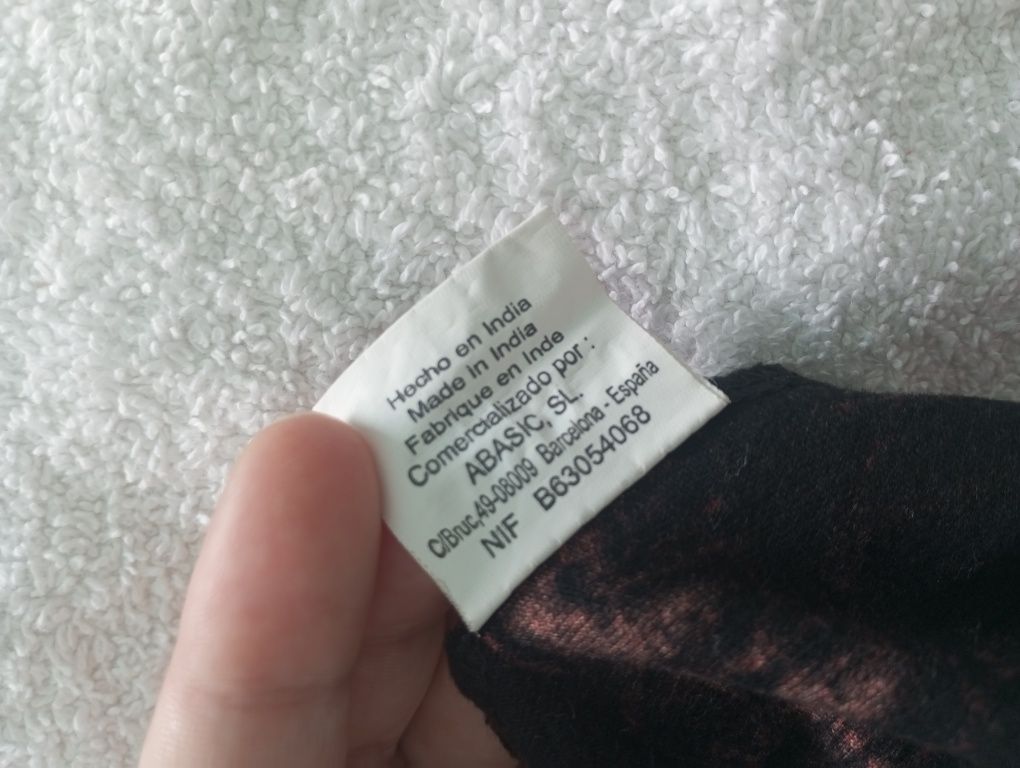 Hecho en India
Made in India
Fabrique en Inde
Comercializado por :
ABASIC, SL.
C/Bruc,49-08009 Barcelona - España
NIF B63054068